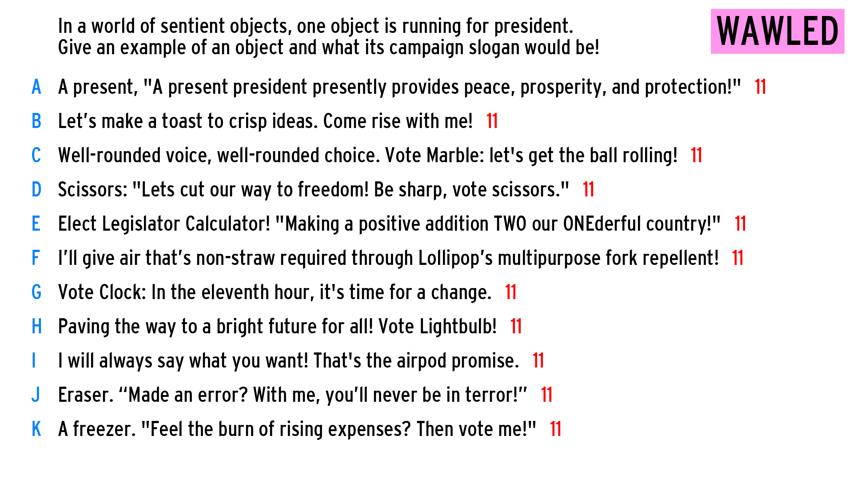 In a world of sentient objects, one object is running for president.
Give an example of an object and what its campaign slogan would be!
WAWLED
A A present, "A present president presently provides peace, prosperity, and protection!" 11
B Let’s make a toast to crisp ideas. Come rise with me! 11
C Well-rounded voice, well-rounded choice. Vote Marble: let's get the ball rolling! 11
D Scissors: "Lets cut our way to freedom! Be sharp, vote scissors." 11
E Elect Legislator Calculator! "Making a positive addition TWO our ONEderful country!" 11
F I’ll give air that’s non-straw required through Lollipop’s multipurpose fork repellent! 11
G Vote Clock: In the eleventh hour, it's time for a change. 11
H Paving the way to a bright future for all! Vote Lightbulb! 11
I I will always say what you want! That's the airpod promise. 11
J Eraser. “Made an error? With me, you’ll never be in terror!” 11
K A freezer. "Feel the burn of rising expenses? Then vote me!" 11